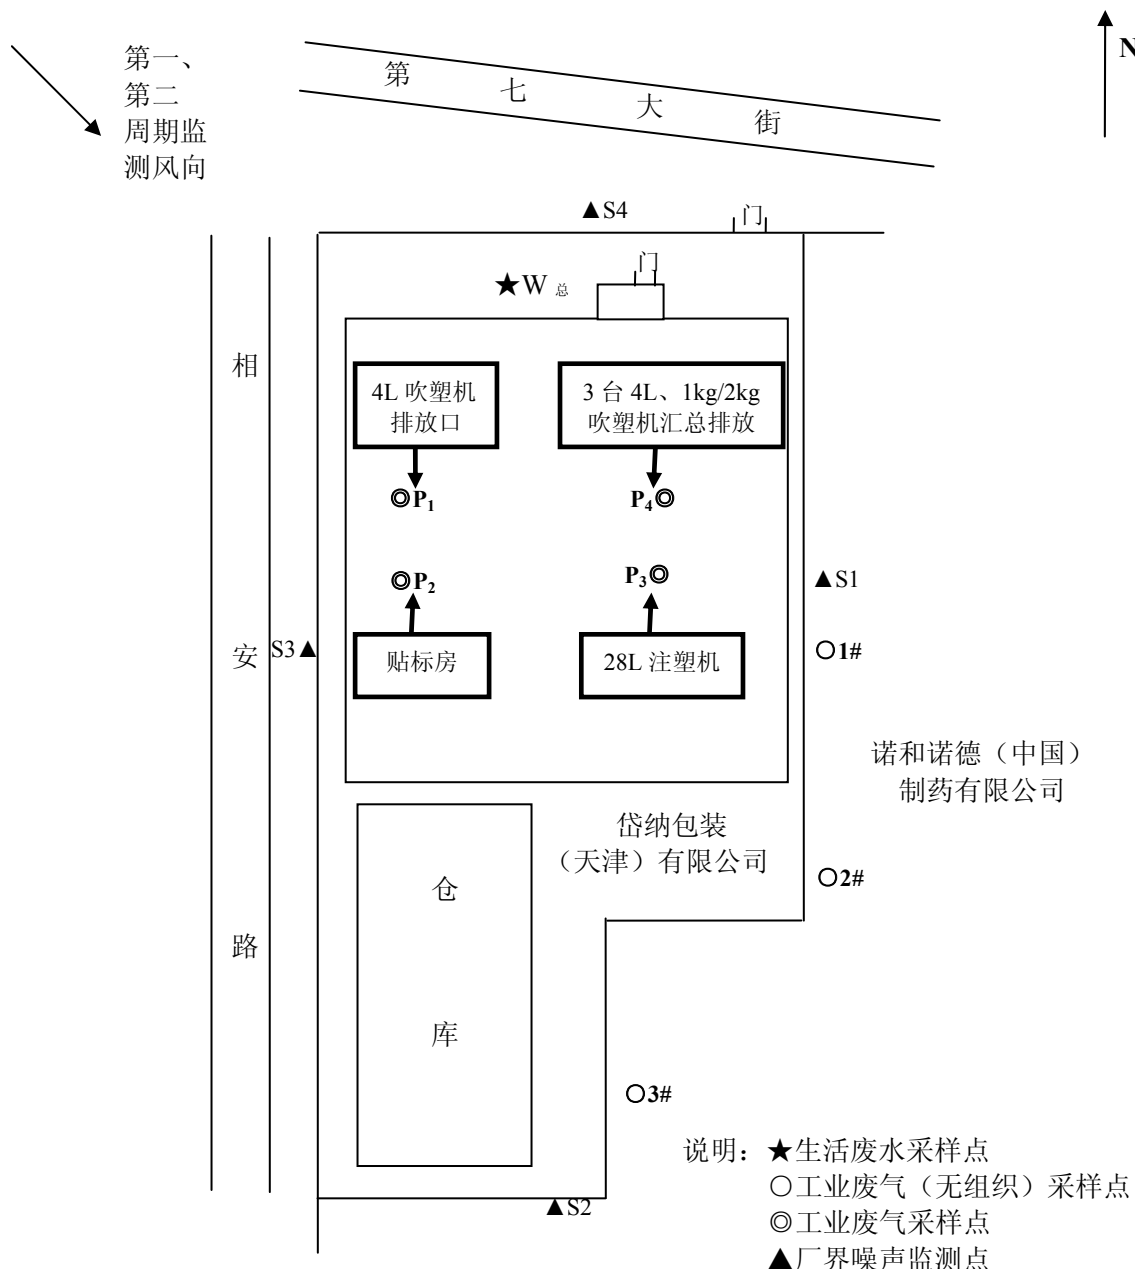 第一、
第二
周期监
测风向
第七大街
N
▲S4
门
门
★W 总
相安路
4L 吹塑机
排放口
3 台 4L、1kg/2kg
吹塑机汇总排放
◎P₁
P₄◎
◎P₂
P₃◎
▲S1
S3▲
贴标房
28L 注塑机
○1#
诺和诺德（中国）
制药有限公司
岱纳包装
（天津）有限公司
○2#
仓库
○3#
▲S2
说明：★生活废水采样点
○工业废气（无组织）采样点
◎工业废气采样点
▲厂界噪声监测点